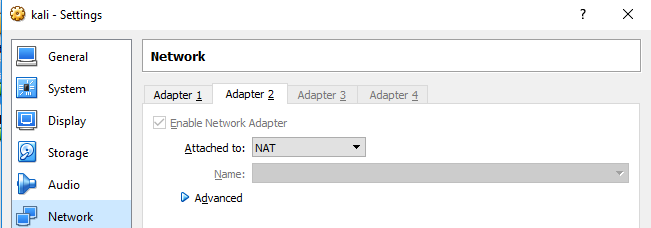 kali - Settings ? ×
General
System
Display
Storage
Audio
Network
Network
Adapter 1 Adapter 2 Adapter 3 Adapter 4
Enable Network Adapter
Attached to: NAT
Name:
Advanced